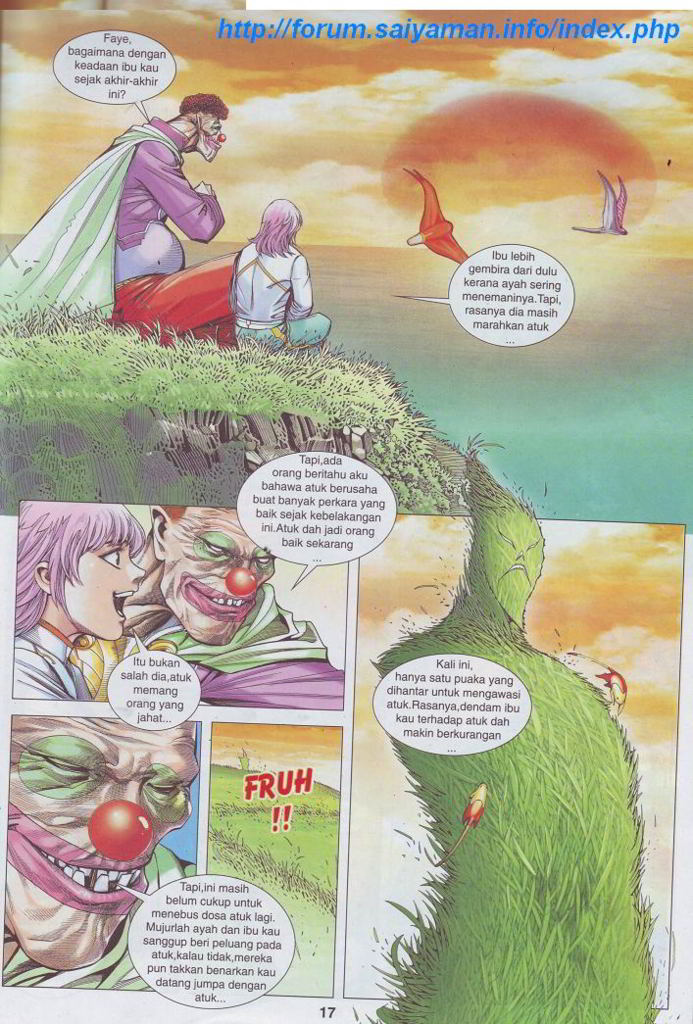 http://forum.saiyaman.info/index.php
Faye,
bagaimana dengan
keadaan ibu kau
sejak akhir-akhir
ini?
Ibu lebih
gembira dari dulu
kerana ayah sering
menemaninya.Tapi,
rasanya dia masih
marahkan atuk
...
Tapi,ada
orang beritahu aku
bahawa atuk berusaha
buat banyak perkara yang
baik sejak kebelakangan
ini.Atuk dah jadi orang
baik sekarang
...
Itu bukan
salah dia,atuk
memang
orang yang
jahat...
Kali ini,
hanya satu puaka yang
dihantar untuk mengawasi
atuk.Rasanya,dendam ibu
kau terhadap atuk dah
makin berkurangan
...
FRUH
!!
Tapi,ini masih
belum cukup untuk
menebus dosa atuk lagi.
Mujurlah ayah dan ibu kau
sanggup beri peluang pada
atuk,kalau tidak,mereka
pun takkan benarkan kau
datang jumpa dengan
atuk...
17